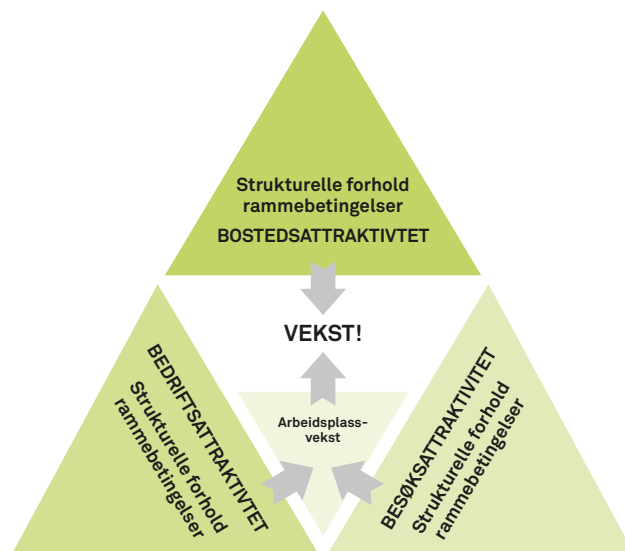 Strukturelle forhold
rammebetingelser
BOSTEDSATTRAKTIVTET
VEKST!
Arbeidsplass-
vekst
BEDRIFTSATTRAKTIVTET
Strukturelle forhold
rammebetingelser
BESØKSATTRAKTIVITET
Strukturelle forhold
rammebetingelser